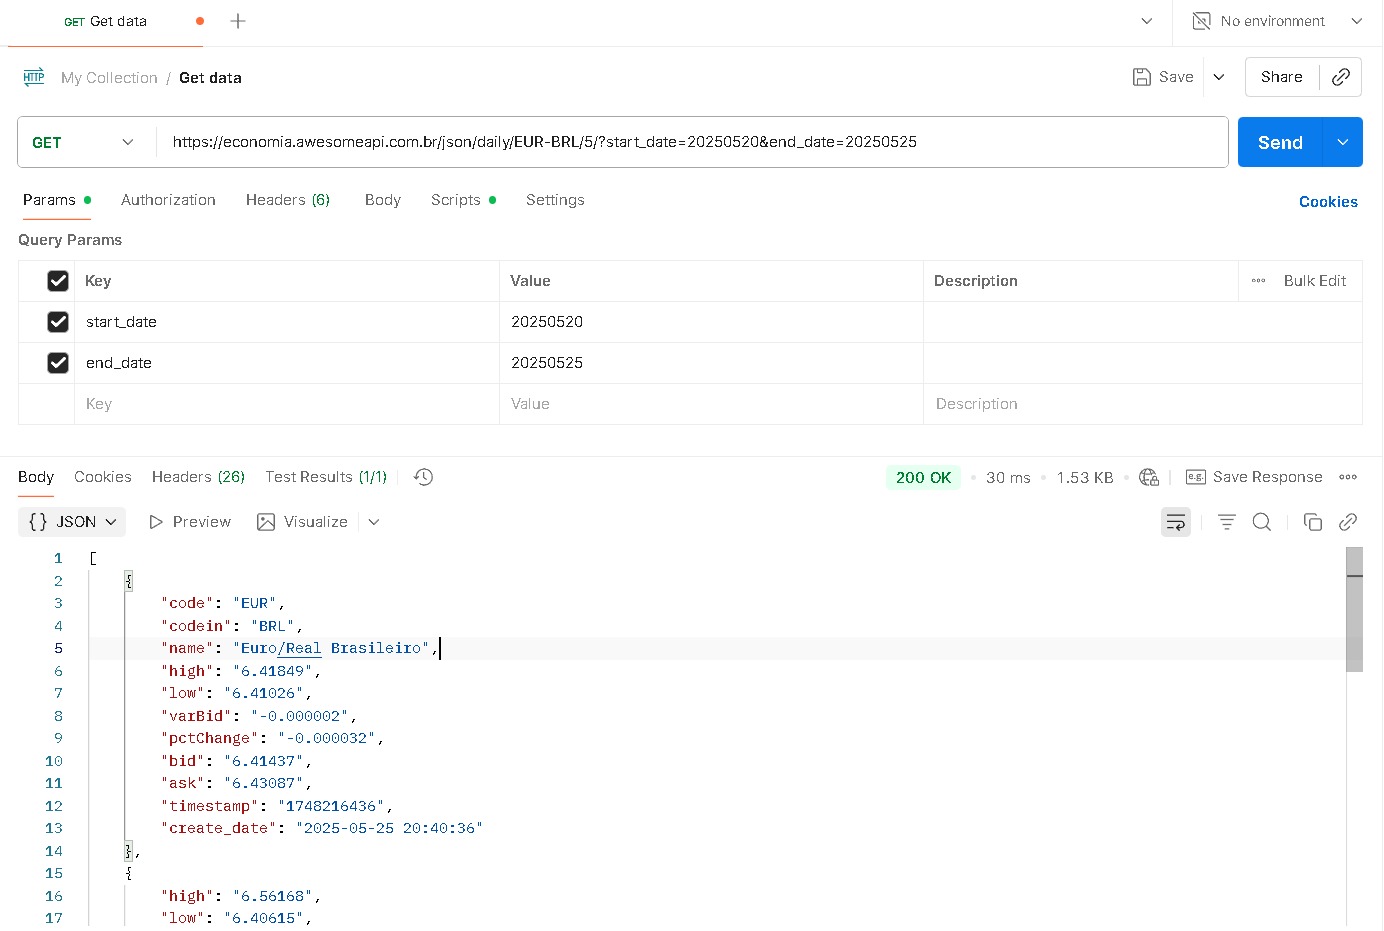 GET Get data
No environment
HTTP My Collection / Get data
Save
Share
GET
https://economia.awesomeapi.com.br/json/daily/EUR-BRL/5/?start_date=20250520&end_date=20250525
Send
Params Authorization Headers (6) Body Scripts Settings
Cookies
Query Params
Key Value Description Bulk Edit
start_date 20250520
end_date 20250525
Key Value Description
Body Cookies Headers (26) Test Results (1/1)
200 OK 30 ms 1.53 KB e.g. Save Response
{} JSON Preview Visualize
1 [
2 {
3 "code": "EUR",
4 "codein": "BRL",
5 "name": "Euro/Real Brasileiro",
6 "high": "6.41849",
7 "low": "6.41026",
8 "varBid": "-0.000002",
9 "pctChange": "-0.000032",
10 "bid": "6.41437",
11 "ask": "6.43087",
12 "timestamp": "1748216436",
13 "create_date": "2025-05-25 20:40:36"
14 },
15 {
16 "high": "6.56168",
17 "low": "6.40615",